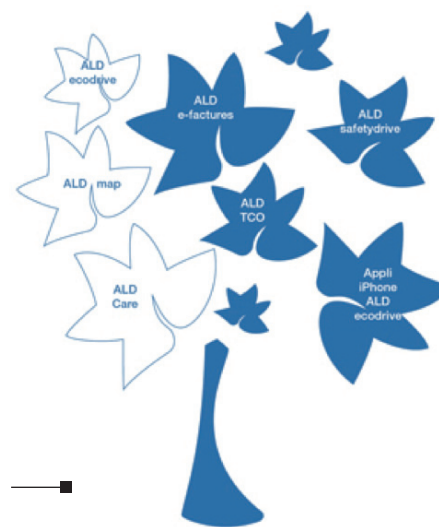 ALD
ecodrive
ALD
e-factures
ALD
safetydrive
ALD map
ALD
TCO
ALD
Care
Appli
iPhone
ALD
ecodrive